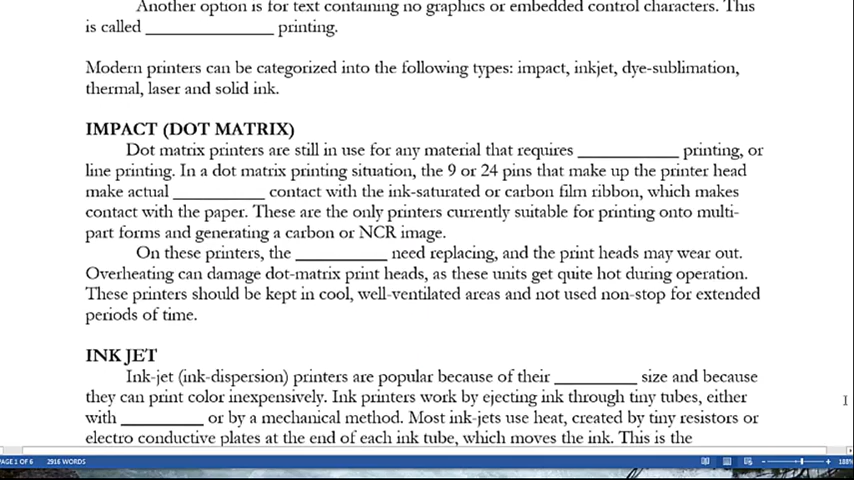 Another option is for text containing no graphics or embedded control characters. This
is called ______________ printing.
Modern printers can be categorized into the following types: impact, inkjet, dye-sublimation,
thermal, laser and solid ink.
IMPACT (DOT MATRIX)
Dot matrix printers are still in use for any material that requires ___________ printing, or
line printing. In a dot matrix printing situation, the 9 or 24 pins that make up the printer head
make actual __________ contact with the ink-saturated or carbon film ribbon, which makes
contact with the paper. These are the only printers currently suitable for printing onto multi-
part forms and generating a carbon or NCR image.
On these printers, the __________ need replacing, and the print heads may wear out.
Overheating can damage dot-matrix print heads, as these units get quite hot during operation.
These printers should be kept in cool, well-ventilated areas and not used non-stop for extended
periods of time.
INK JET
Ink-jet (ink-dispersion) printers are popular because of their _________ size and because
they can print color inexpensively. Ink printers work by ejecting ink through tiny tubes, either
with _________ or by a mechanical method. Most ink-jets use heat, created by tiny resistors or
electro conductive plates at the end of each ink tube, which moves the ink. This is the
PAGE 1 OF 6 2916 WORDS
188%